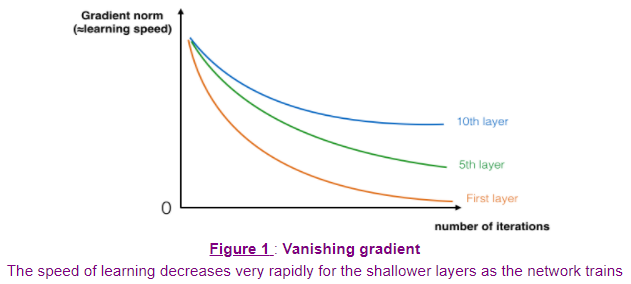 Gradient norm
(≈learning speed)
10th layer
5th layer
First layer
0
number of iterations
Figure 1 : Vanishing gradient
The speed of learning decreases very rapidly for the shallower layers as the network trains